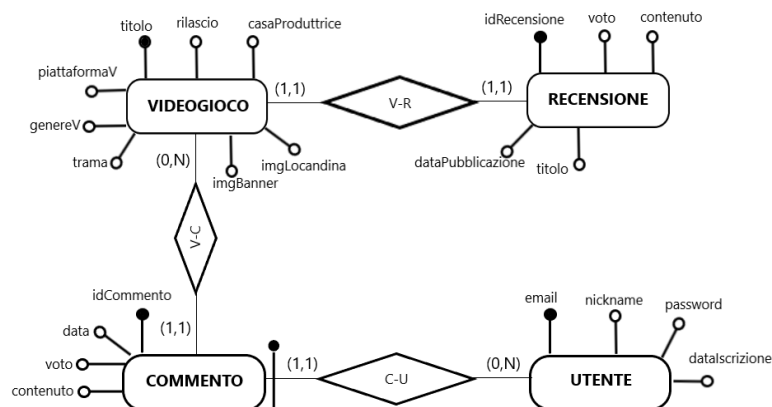 titolo
rilascio
casaProduttrice
piattaformaV
genereV
trama
VIDEOGIOCO
imgLocandina
imgBanner
(1,1)
V-R
(1,1)
idRecensione
voto
contenuto
RECENSIONE
dataPubblicazione
titolo
(0,N)
V-C
(1,1)
idCommento
data
voto
contenuto
COMMENTO
(1,1)
C-U
(0,N)
email
nickname
password
dataIscrizione
UTENTE